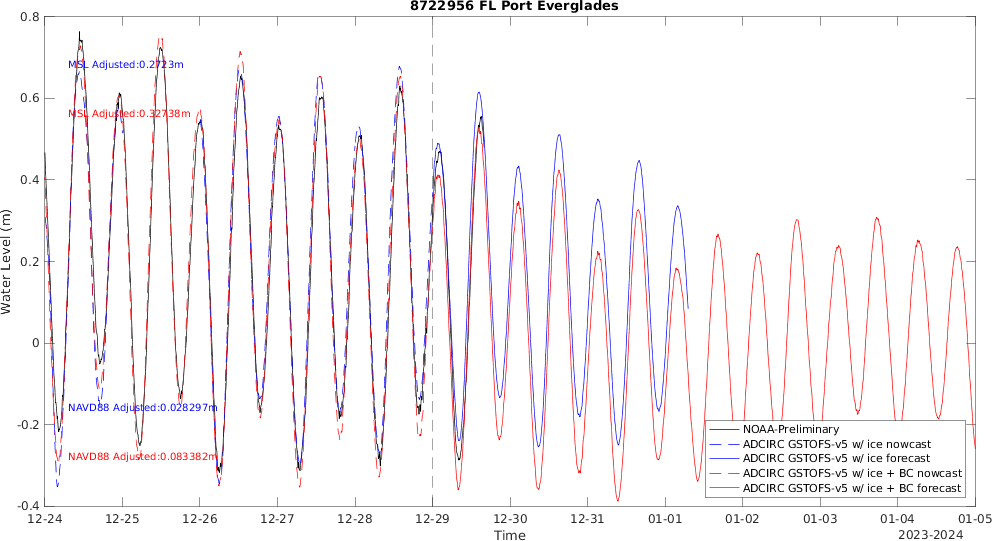 8722956 FL Port Everglades
0.8
0.6
0.4
0.2
0
-0.2
-0.4
Water Level (m)
MSL Adjusted:0.2723m
MSL Adjusted:0.32738m
NAVD88 Adjusted:0.028297m
NAVD88 Adjusted:0.083382m
NOAA-Preliminary
ADCIRC GSTOFS-v5 w/ ice nowcast
ADCIRC GSTOFS-v5 w/ ice forecast
ADCIRC GSTOFS-v5 w/ ice + BC nowcast
ADCIRC GSTOFS-v5 w/ ice + BC forecast
12-24 12-25 12-26 12-27 12-28 12-29 12-30 12-31 01-01 01-02 01-03 01-04 01-05
Time
2023-2024